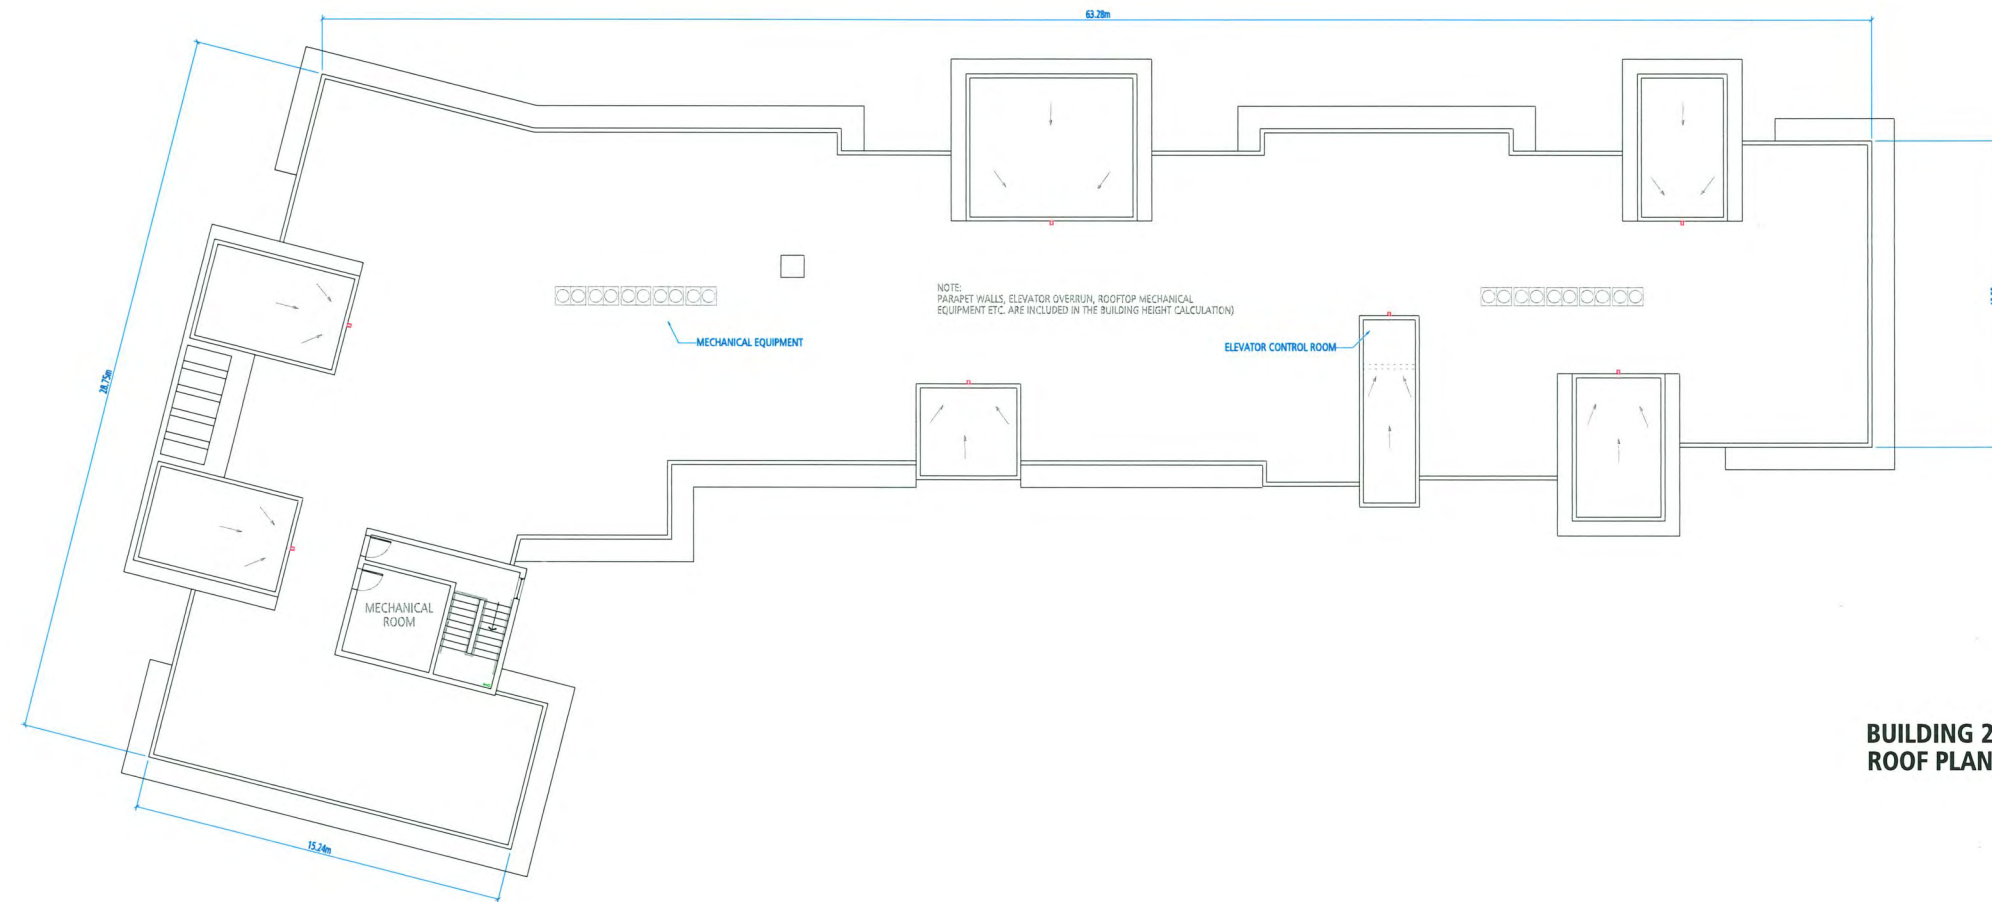 63.28m
NOTE:
PARAPET WALLS, ELEVATOR OVERRUN, ROOFTOP MECHANICAL
EQUIPMENT ETC. ARE INCLUDED IN THE BUILDING HEIGHT CALCULATION)
MECHANICAL EQUIPMENT
ELEVATOR CONTROL ROOM
28.75m
MECHANICAL
ROOM
BUILDING 2
ROOF PLAN
15.24m